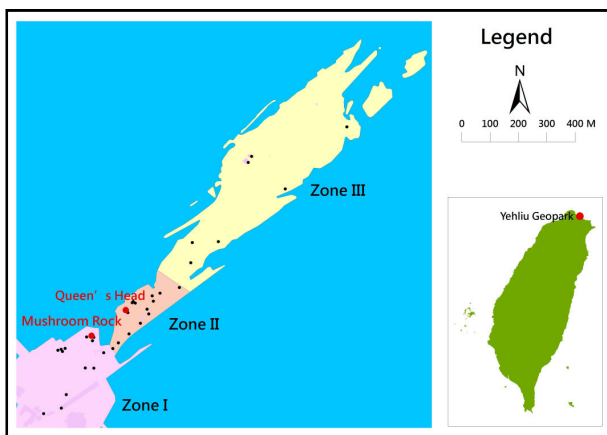 Legend
N
0 100 200 300 400 M
Zone III
Yehliu Geopark
Queen’s Head
Mushroom Rock
Zone II
Zone I